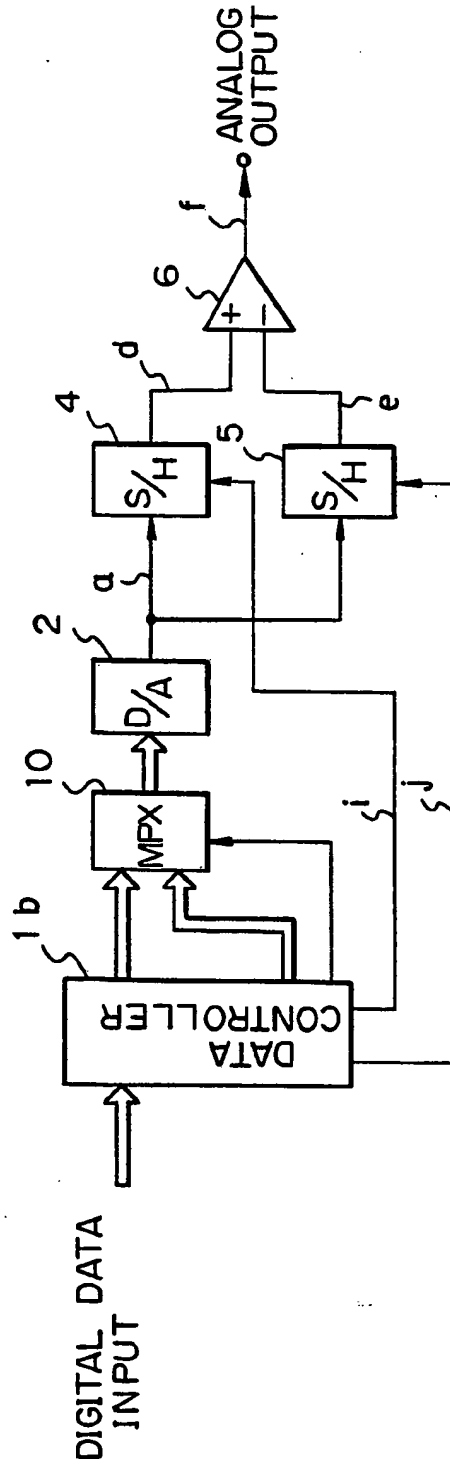 DIGITAL DATA
INPUT
1b
DATA
CONTROLLER
10
MPX
2
D/A
a
4
S/H
5
S/H
d
e
6
+
−
f
ANALOG
OUTPUT
i
j